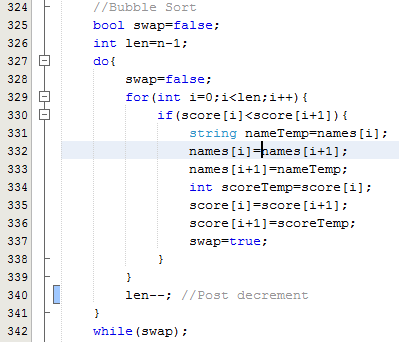 324 //Bubble Sort
325 bool swap=false;
326 int len=n-1;
327 do{
328 swap=false;
329 for(int i=0;i<len;i++){
330 if(score[i]<score[i+1]){
331 string nameTemp=names[i];
332 names[i]=names[i+1];
333 names[i+1]=nameTemp;
334 int scoreTemp=score[i];
335 score[i]=score[i+1];
336 score[i+1]=scoreTemp;
337 swap=true;
338 }
339 }
340 len--; //Post decrement
341 }
342 while(swap);